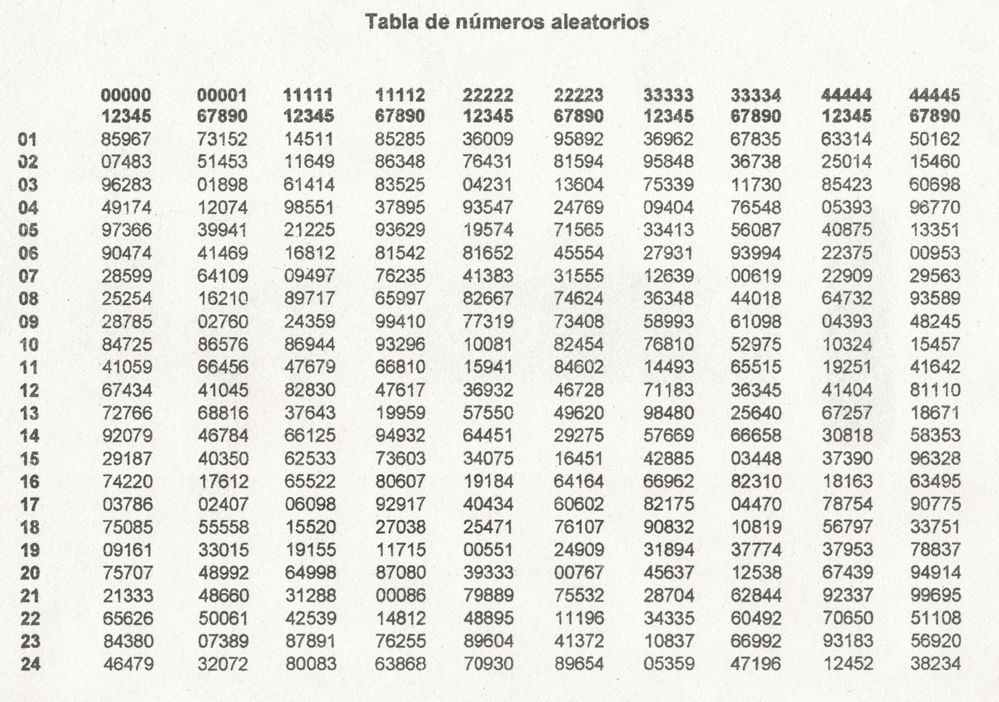 Tabla de números aleatorios
00000 00001 11111 11112 22222 22223 33333 33334 44444 44445
12345 67890 12345 67890 12345 67890 12345 67890 12345 67890
01 85967 73152 14511 85285 36009 95892 36962 67835 63314 50162
02 07483 51453 11649 86348 76431 81594 95848 36738 25014 15460
03 96283 01898 61414 83525 04231 13604 75339 11730 85423 60698
04 49174 12074 98551 37895 93547 24769 09404 76548 05393 96770
05 97366 39941 21225 93629 19574 71565 33413 56087 40875 13351
06 90474 41469 16812 81542 81652 45554 27931 93994 22375 00953
07 28599 64109 09497 76235 41383 31555 12639 00619 22909 29563
08 25254 16210 89717 65997 82667 74624 36348 44018 64732 93589
09 28785 02760 24359 99410 77319 73408 58993 61098 04393 48245
10 84725 86576 86944 93296 10081 82454 76810 52975 10324 15457
11 41059 66456 47679 66810 15941 84602 14493 65515 19251 41642
12 67434 41045 82830 47617 36932 46728 71183 36345 41404 81110
13 72766 68816 37643 19959 57550 49620 98480 25640 67257 18671
14 92079 46784 66125 94932 64451 29275 57669 66658 30818 58353
15 29187 40350 62533 73603 34075 16451 42885 03448 37390 96328
16 74220 17612 65522 80607 19184 64164 66962 82310 18163 63495
17 03786 02407 06098 92917 40434 60602 82175 04470 78754 90775
18 75085 55558 15520 27038 25471 76107 90832 10819 56797 33751
19 09161 33015 19155 11715 00551 24909 31894 37774 37953 78837
20 75707 48992 64998 87080 39333 00767 45637 12538 67439 94914
21 21333 48660 31288 00086 79889 75532 28704 62844 92337 99695
22 65626 50061 42539 14812 48895 11196 34335 60492 70650 51108
23 84380 07389 87891 76255 89604 41372 10837 66992 93183 56920
24 46479 32072 80083 63868 70930 89654 05359 47196 12452 38234